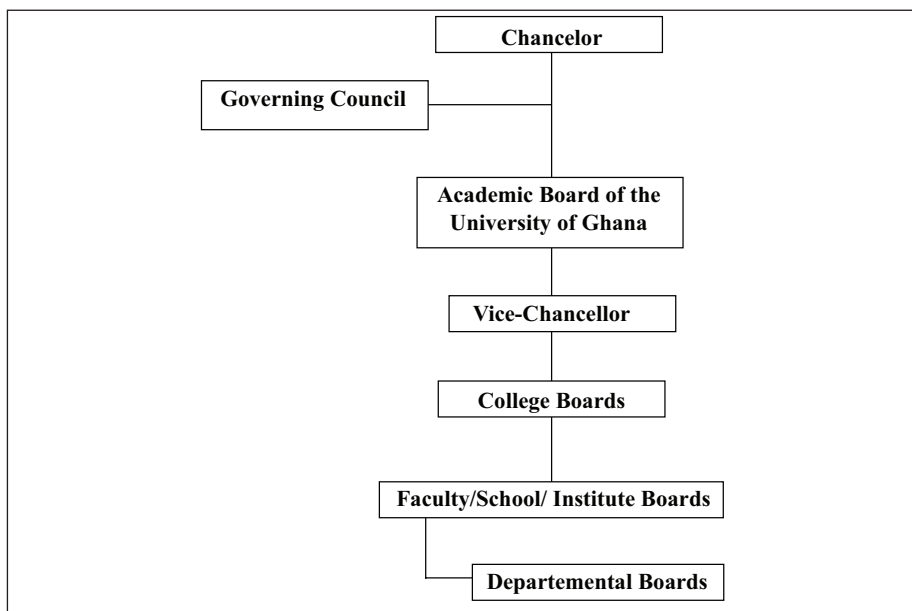 Chancelor
Governing Council
Academic Board of the
University of Ghana
Vice-Chancellor
College Boards
Faculty/School/ Institute Boards
Departemental Boards